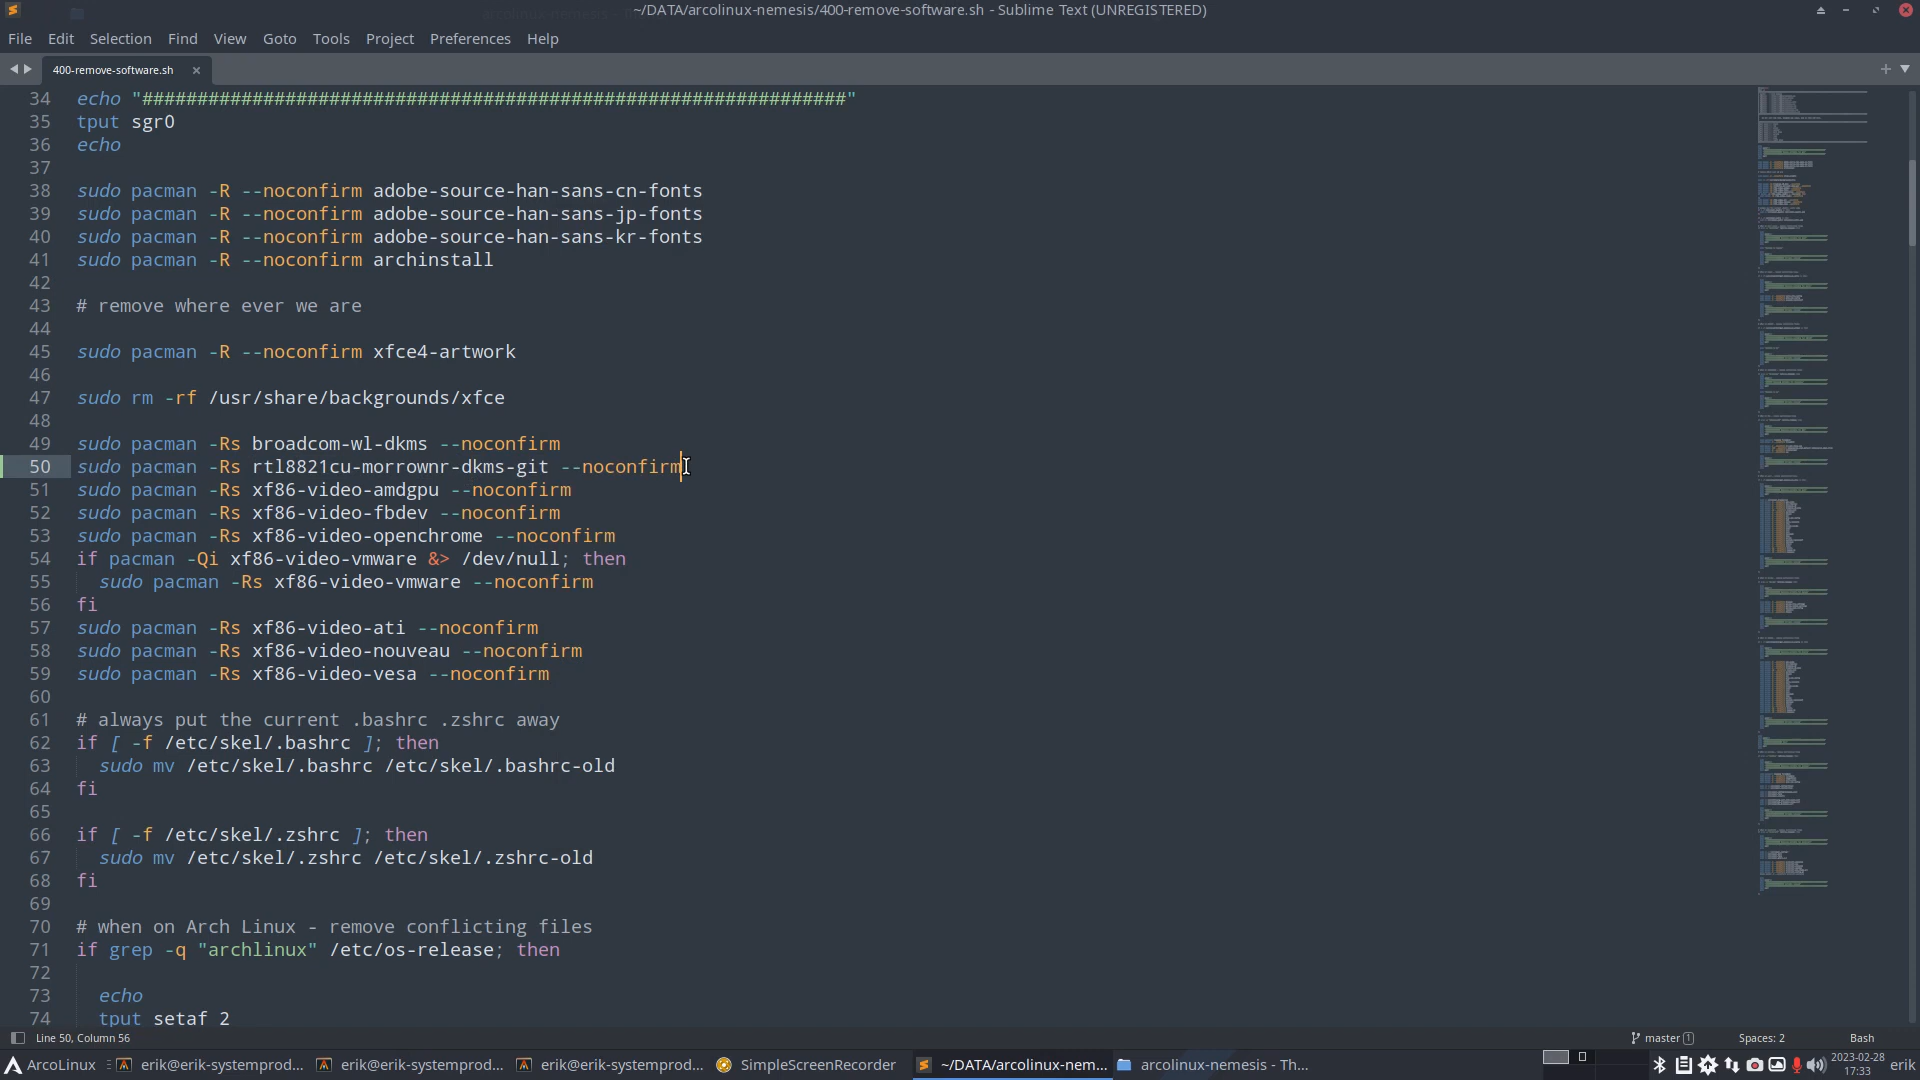 ~/DATA/arcolinux-nemesis/400-remove-software.sh - Sublime Text (UNREGISTERED)
File Edit Selection Find View Goto Tools Project Preferences Help
400-remove-software.sh
34 echo "################################################################"
35 tput sgr0
36 echo
37
38 sudo pacman -R --noconfirm adobe-source-han-sans-cn-fonts
39 sudo pacman -R --noconfirm adobe-source-han-sans-jp-fonts
40 sudo pacman -R --noconfirm adobe-source-han-sans-kr-fonts
41 sudo pacman -R --noconfirm archinstall
42
43 # remove where ever we are
44
45 sudo pacman -R --noconfirm xfce4-artwork
46
47 sudo rm -rf /usr/share/backgrounds/xfce
48
49 sudo pacman -Rs broadcom-wl-dkms --noconfirm
50 sudo pacman -Rs rtl8821cu-morrownr-dkms-git --noconfirm
51 sudo pacman -Rs xf86-video-amdgpu --noconfirm
52 sudo pacman -Rs xf86-video-fbdev --noconfirm
53 sudo pacman -Rs xf86-video-openchrome --noconfirm
54 if pacman -Qi xf86-video-vmware &> /dev/null; then
55 sudo pacman -Rs xf86-video-vmware --noconfirm
56 fi
57 sudo pacman -Rs xf86-video-ati --noconfirm
58 sudo pacman -Rs xf86-video-nouveau --noconfirm
59 sudo pacman -Rs xf86-video-vesa --noconfirm
60
61 # always put the current .bashrc .zshrc away
62 if [ -f /etc/skel/.bashrc ]; then
63 sudo mv /etc/skel/.bashrc /etc/skel/.bashrc-old
64 fi
65
66 if [ -f /etc/skel/.zshrc ]; then
67 sudo mv /etc/skel/.zshrc /etc/skel/.zshrc-old
68 fi
69
70 # when on Arch Linux - remove conflicting files
71 if grep -q "archlinux" /etc/os-release; then
72
73 echo
74 tput setaf 2
Line 50, Column 56 master 1 Spaces: 2 Bash
ArcoLinux erik@erik-systemprod... erik@erik-systemprod... erik@erik-systemprod... SimpleScreenRecorder ~/DATA/arcolinux-nem... arcolinux-nemesis - Th... 2023-02-28 erik
17:33